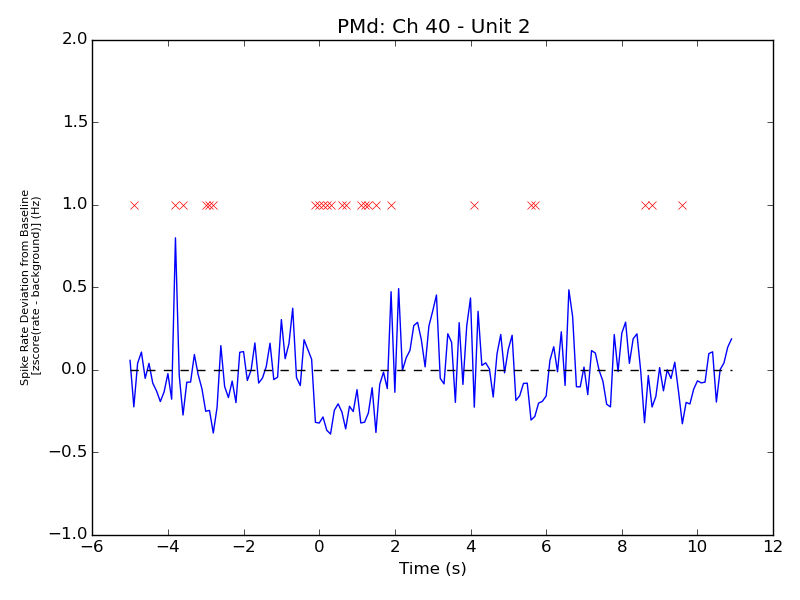 PMd: Ch 40 - Unit 2
2.0
1.5
1.0
0.5
0.0
−0.5
−1.0
Spike Rate Deviation from Baseline
[zscore(rate - background)] (Hz)
−6 −4 −2 0 2 4 6 8 10 12
Time (s)